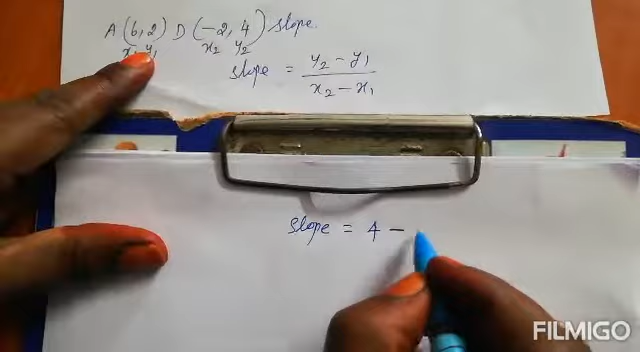 A (6, 2) D (-2, 4) slope.
x₁ y₁ x₂ y₂
slope = y₂ - y₁ / x₂ - x₁
slope = 4 -
FILMIGO